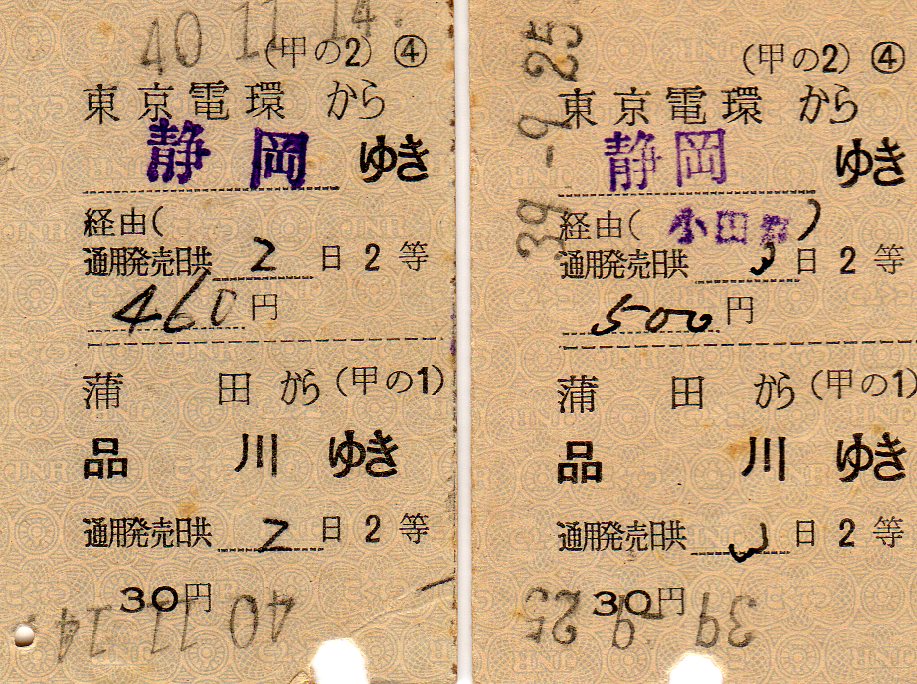 40 11.14.
(甲の2) ④
東京電環 から
静岡 ゆき
経由(
通用発売日共 2 日 2 等
460 円
蒲 田 から (甲の1)
品 川 ゆき
通用発売日共 2 日 2 等
30円
40 11 14
39 -9 25
(甲の2) ④
東京電環 から
静岡 ゆき
経由( 小田 )
通用発売日共 3 日 2 等
500 円
蒲 田 から (甲の1)
品 川 ゆき
通用発売日共 3 日 2 等
30円
39 9 25